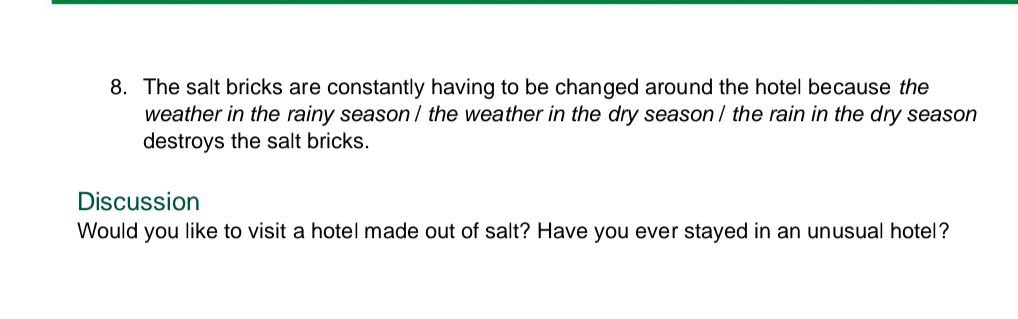 8. The salt bricks are constantly having to be changed around the hotel because the
weather in the rainy season / the weather in the dry season / the rain in the dry season
destroys the salt bricks.
Discussion
Would you like to visit a hotel made out of salt? Have you ever stayed in an unusual hotel?